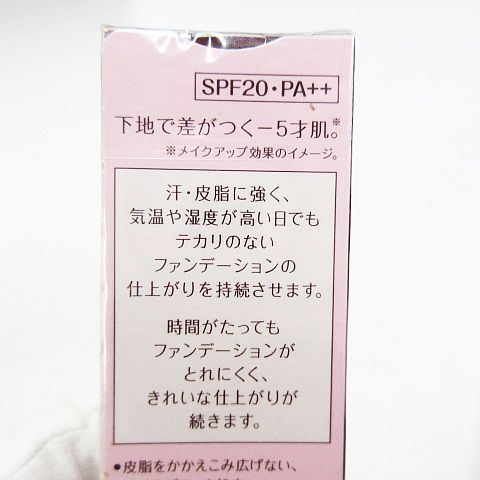 SPF20・PA++
下地で差がつく－5才肌。※
※メイクアップ効果のイメージ。
汗・皮脂に強く、
気温や湿度が高い日でも
テカリのない
ファンデーションの
仕上がりを持続させます。
時間がたっても
ファンデーションが
とれにくく、
きれいな仕上がりが
続きます。
●皮脂をかかえこみ広げない、